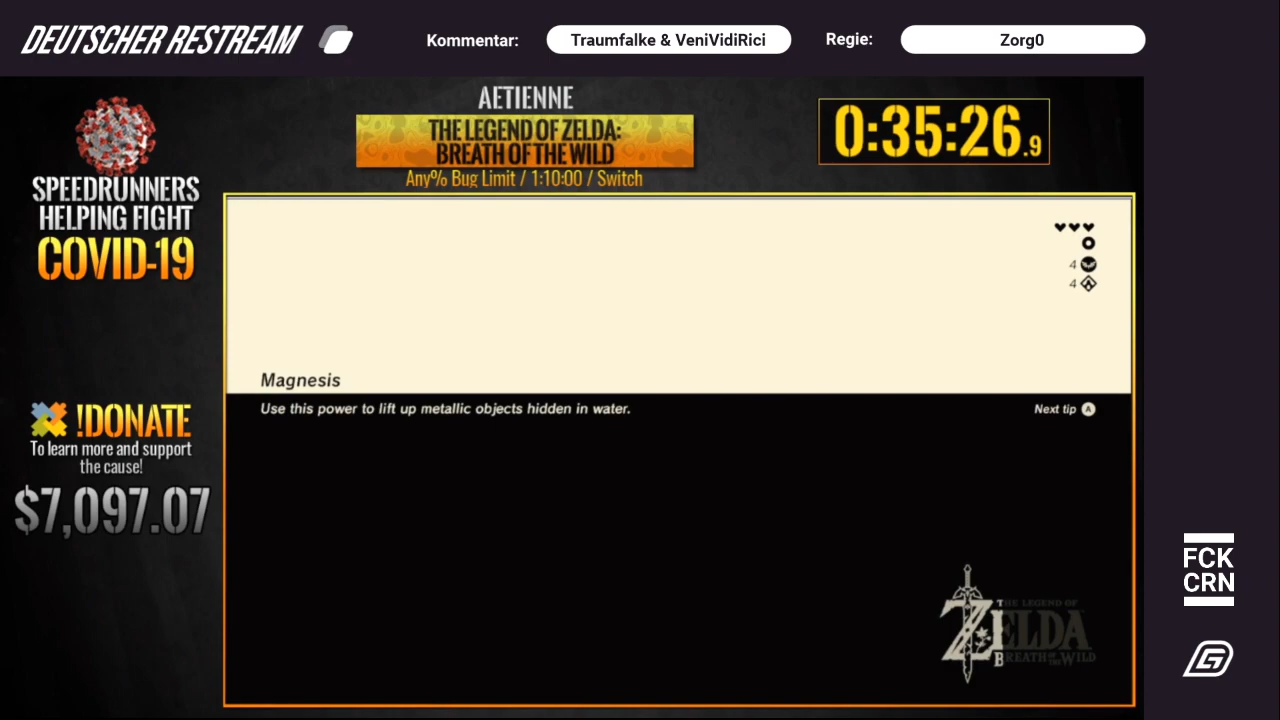 DEUTSCHER RESTREAM
Kommentar:
Traumfalke & VeniVidiRici
Regie:
Zorg0
AETIENNE
THE LEGEND OF ZELDA:
BREATH OF THE WILD
Any% Bug Limit / 1:10:00 / Switch
0:35:26.9
SPEEDRUNNERS
HELPING FIGHT
COVID-19
4
4
Magnesis
Use this power to lift up metallic objects hidden in water.
Next tip A
!DONATE
To learn more and support
the cause!
$7,097.07
FCK
CRN
THE LEGEND OF
ZELDA
BREATH OF THE WILD